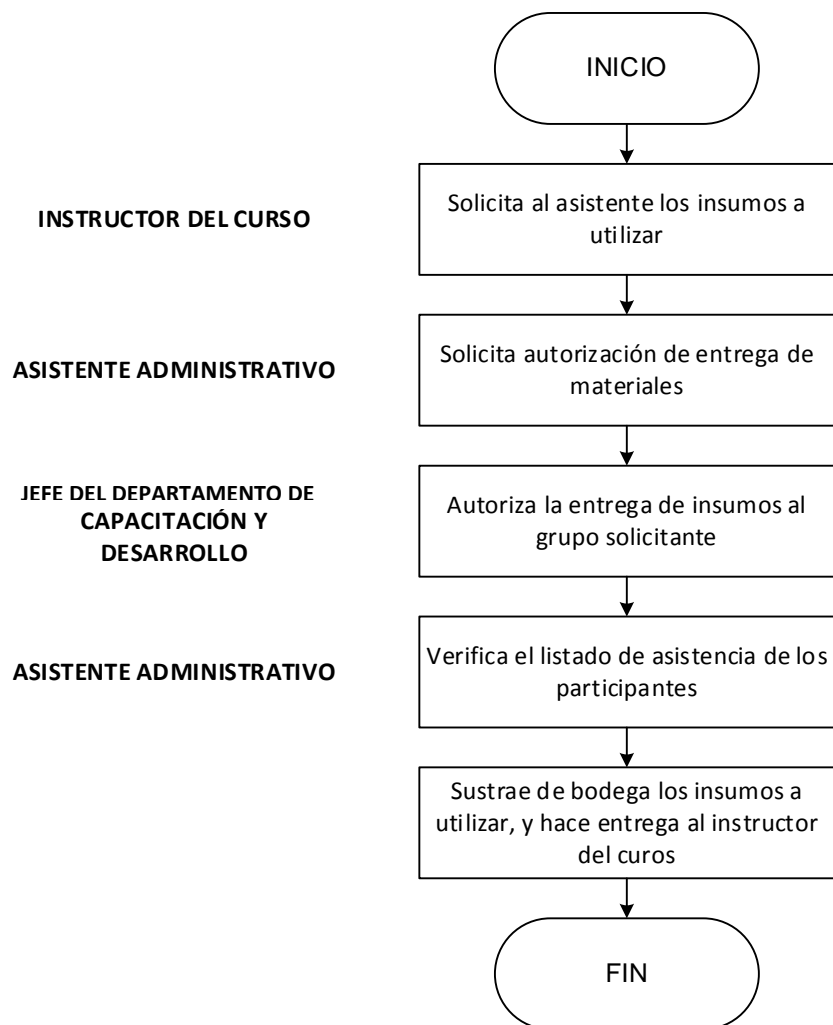 INICIO
INSTRUCTOR DEL CURSO
Solicita al asistente los insumos a
utilizar
ASISTENTE ADMINISTRATIVO
Solicita autorización de entrega de
materiales
JEFE DEL DEPARTAMENTO DE
CAPACITACIÓN Y
DESARROLLO
Autoriza la entrega de insumos al
grupo solicitante
ASISTENTE ADMINISTRATIVO
Verifica el listado de asistencia de los
participantes
Sustrae de bodega los insumos a
utilizar, y hace entrega al instructor
del curos
FIN